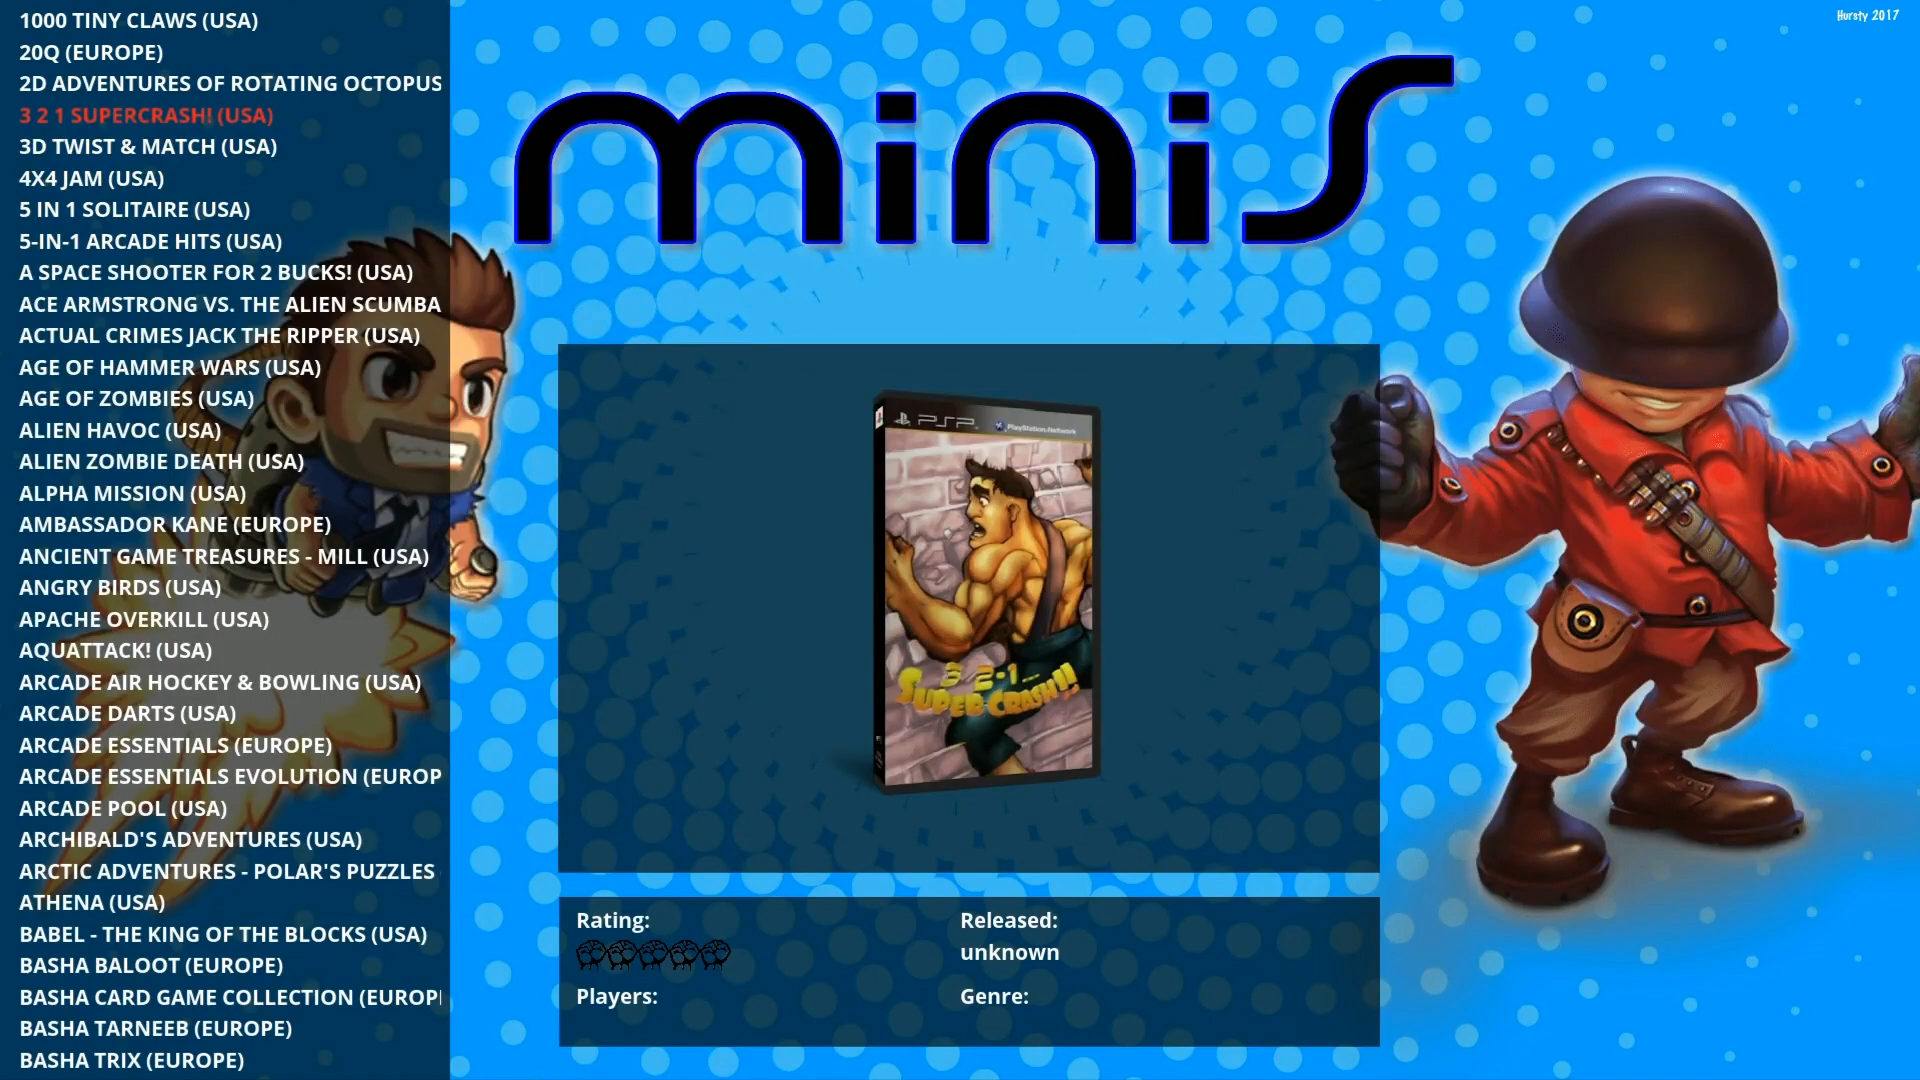 1000 TINY CLAWS (USA)
20Q (EUROPE)
2D ADVENTURES OF ROTATING OCTOPUS
3 2 1 SUPERCRASH! (USA)
3D TWIST & MATCH (USA)
4X4 JAM (USA)
5 IN 1 SOLITAIRE (USA)
5-IN-1 ARCADE HITS (USA)
A SPACE SHOOTER FOR 2 BUCKS! (USA)
ACE ARMSTRONG VS. THE ALIEN SCUMBA
ACTUAL CRIMES JACK THE RIPPER (USA)
AGE OF HAMMER WARS (USA)
AGE OF ZOMBIES (USA)
ALIEN HAVOC (USA)
ALIEN ZOMBIE DEATH (USA)
ALPHA MISSION (USA)
AMBASSADOR KANE (EUROPE)
ANCIENT GAME TREASURES - MILL (USA)
ANGRY BIRDS (USA)
APACHE OVERKILL (USA)
AQUATTACK! (USA)
ARCADE AIR HOCKEY & BOWLING (USA)
ARCADE DARTS (USA)
ARCADE ESSENTIALS (EUROPE)
ARCADE ESSENTIALS EVOLUTION (EUROP
ARCADE POOL (USA)
ARCHIBALD'S ADVENTURES (USA)
ARCTIC ADVENTURES - POLAR'S PUZZLES
ATHENA (USA)
BABEL - THE KING OF THE BLOCKS (USA)
BASHA BALOOT (EUROPE)
BASHA CARD GAME COLLECTION (EUROP
BASHA TARNEEB (EUROPE)
BASHA TRIX (EUROPE)
Hursty 2017
minis
PSP
PlayStation Network
3-2-1...
SUPER CRASH!!
Rating:
Released:
unknown
Players:
Genre: